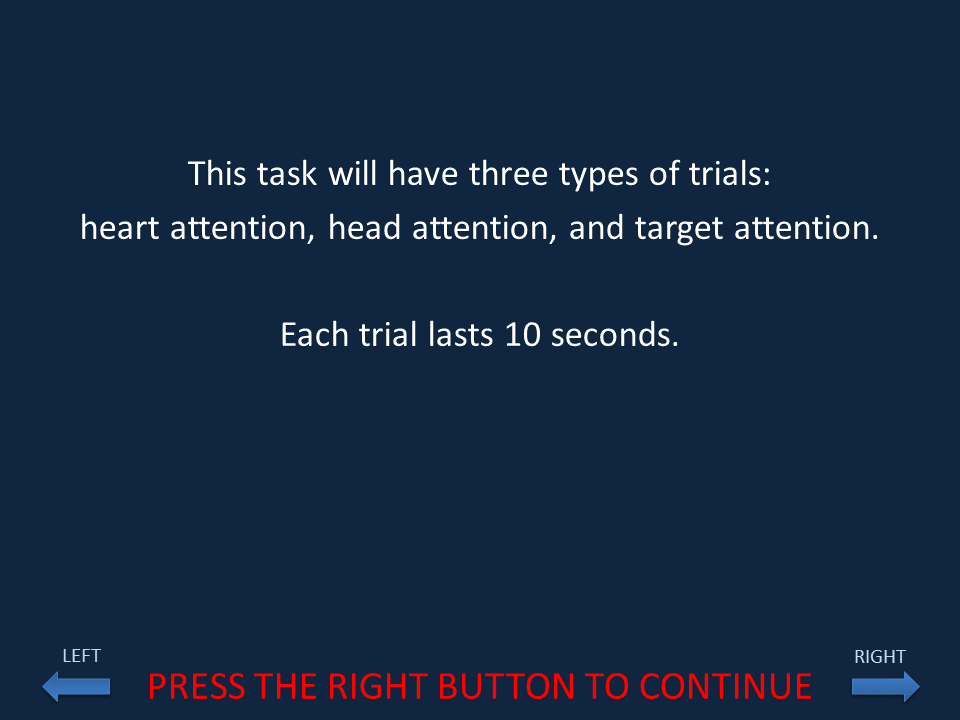 This task will have three types of trials:
heart attention, head attention, and target attention.
Each trial lasts 10 seconds.
LEFT
RIGHT
PRESS THE RIGHT BUTTON TO CONTINUE